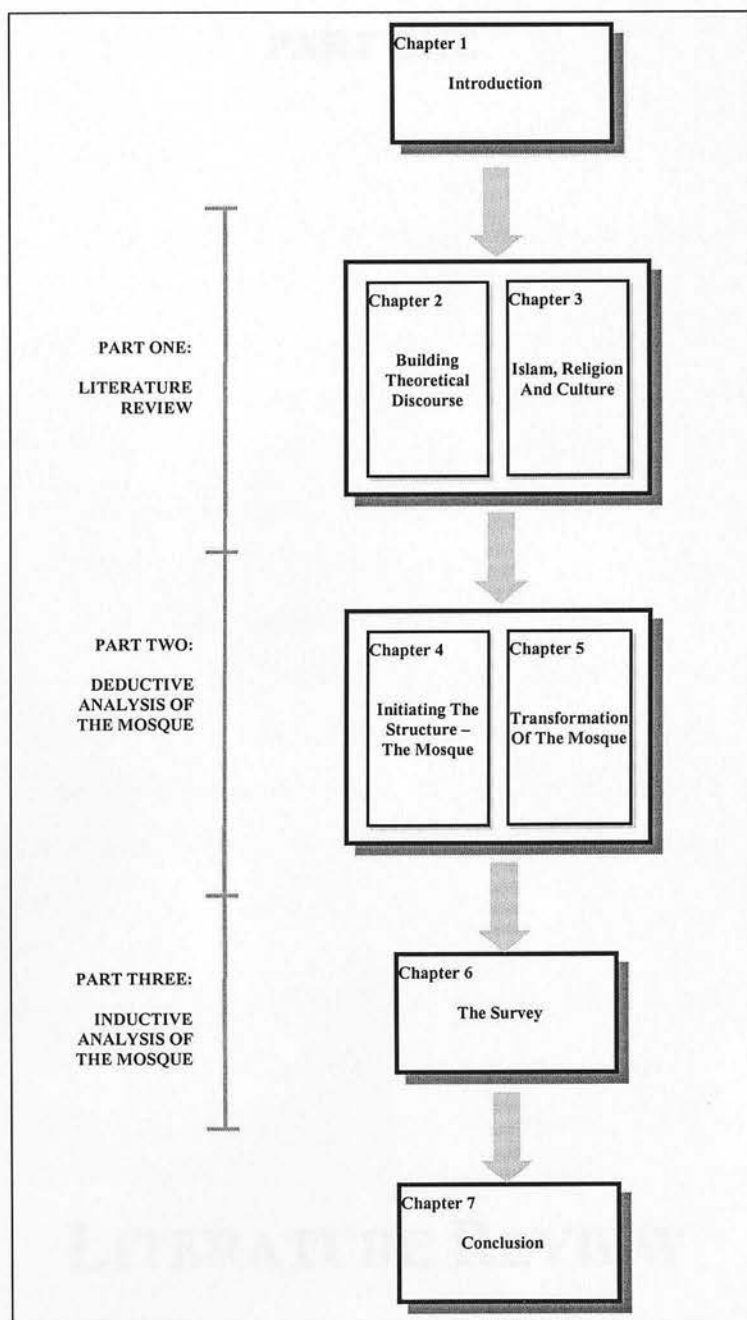 Chapter 1
Introduction
PART ONE:
LITERATURE
REVIEW
Chapter 2
Building
Theoretical
Discourse
Chapter 3
Islam, Religion
And Culture
PART TWO:
DEDUCTIVE
ANALYSIS OF
THE MOSQUE
Chapter 4
Initiating The
Structure –
The Mosque
Chapter 5
Transformation
Of The Mosque
PART THREE:
INDUCTIVE
ANALYSIS OF
THE MOSQUE
Chapter 6
The Survey
Chapter 7
Conclusion
LITERATURE REVIEW